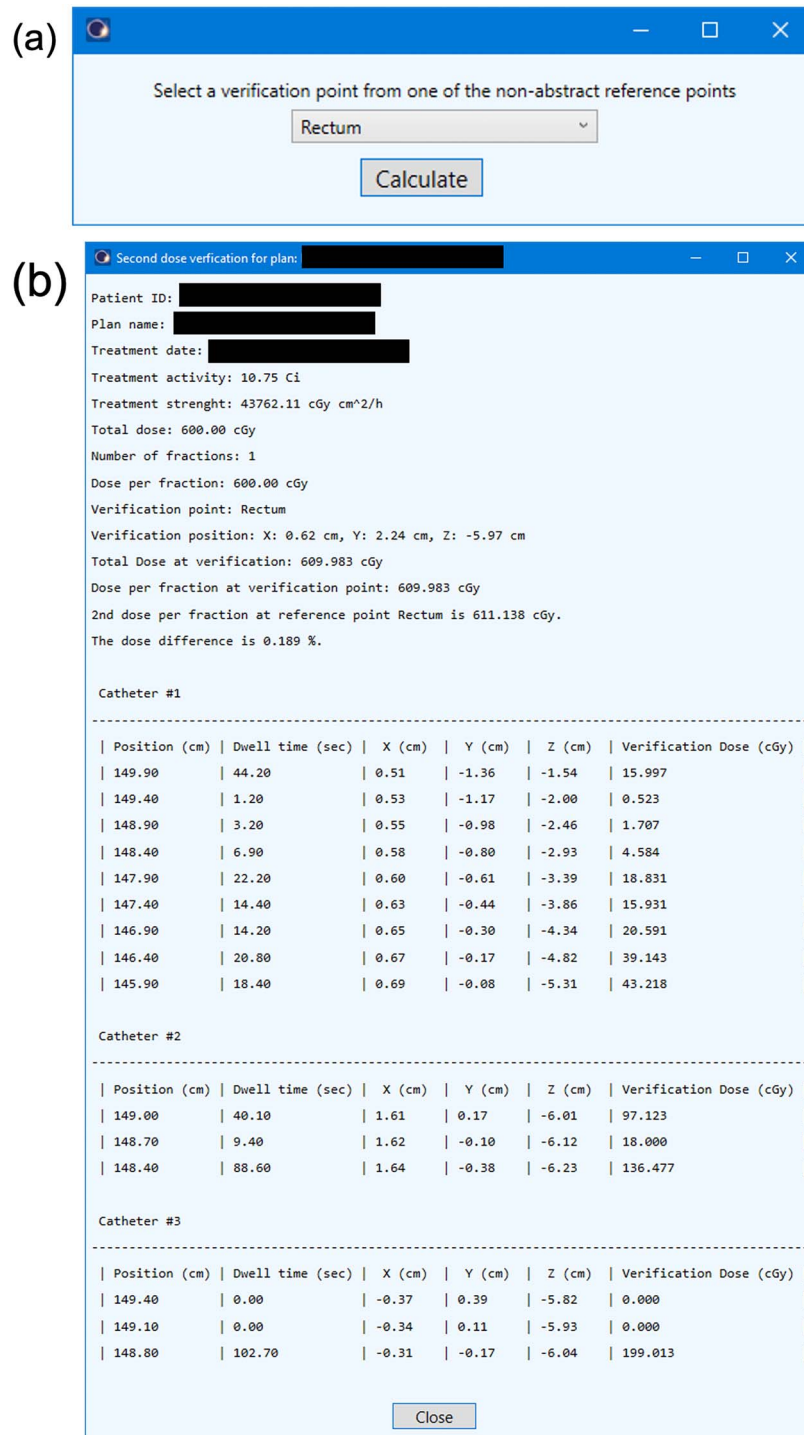 (a)
Select a verification point from one of the non-abstract reference points
Rectum
Calculate
(b)
Second dose verfication for plan:
Patient ID:
Plan name:
Treatment date:
Treatment activity: 10.75 Ci
Treatment strenght: 43762.11 cGy cm^2/h
Total dose: 600.00 cGy
Number of fractions: 1
Dose per fraction: 600.00 cGy
Verification point: Rectum
Verification position: X: 0.62 cm, Y: 2.24 cm, Z: -5.97 cm
Total Dose at verification: 609.983 cGy
Dose per fraction at verification point: 609.983 cGy
2nd dose per fraction at reference point Rectum is 611.138 cGy.
The dose difference is 0.189 %.
Catheter #1
--------------------------------------------------------------------------------
| Position (cm) | Dwell time (sec) | X (cm) | Y (cm) | Z (cm) | Verification Dose (cGy)
| 149.90 | 44.20 | 0.51 | -1.36 | -1.54 | 15.997
| 149.40 | 1.20 | 0.53 | -1.17 | -2.00 | 0.523
| 148.90 | 3.20 | 0.55 | -0.98 | -2.46 | 1.707
| 148.40 | 6.90 | 0.58 | -0.80 | -2.93 | 4.584
| 147.90 | 22.20 | 0.60 | -0.61 | -3.39 | 18.831
| 147.40 | 14.40 | 0.63 | -0.44 | -3.86 | 15.931
| 146.90 | 14.20 | 0.65 | -0.30 | -4.34 | 20.591
| 146.40 | 20.80 | 0.67 | -0.17 | -4.82 | 39.143
| 145.90 | 18.40 | 0.69 | -0.08 | -5.31 | 43.218
Catheter #2
--------------------------------------------------------------------------------
| Position (cm) | Dwell time (sec) | X (cm) | Y (cm) | Z (cm) | Verification Dose (cGy)
| 149.00 | 40.10 | 1.61 | 0.17 | -6.01 | 97.123
| 148.70 | 9.40 | 1.62 | -0.10 | -6.12 | 18.000
| 148.40 | 88.60 | 1.64 | -0.38 | -6.23 | 136.477
Catheter #3
--------------------------------------------------------------------------------
| Position (cm) | Dwell time (sec) | X (cm) | Y (cm) | Z (cm) | Verification Dose (cGy)
| 149.40 | 0.00 | -0.37 | 0.39 | -5.82 | 0.000
| 149.10 | 0.00 | -0.34 | 0.11 | -5.93 | 0.000
| 148.80 | 102.70 | -0.31 | -0.17 | -6.04 | 199.013
Close